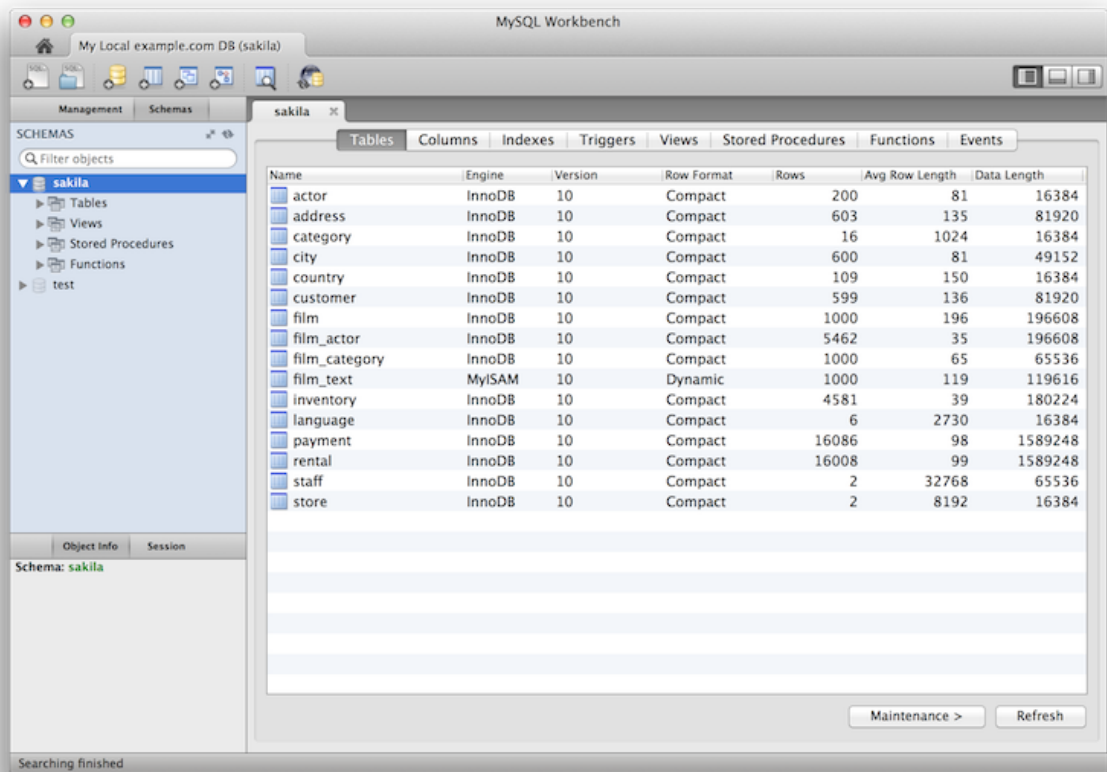 MySQL Workbench
My Local example.com DB (sakila)
Management Schemas
SCHEMAS
Filter objects
sakila
Tables
Views
Stored Procedures
Functions
test
Object Info Session
Schema: sakila
sakila
Tables Columns Indexes Triggers Views Stored Procedures Functions Events
Name Engine Version Row Format Rows Avg Row Length Data Length
actor InnoDB 10 Compact 200 81 16384
address InnoDB 10 Compact 603 135 81920
category InnoDB 10 Compact 16 1024 16384
city InnoDB 10 Compact 600 81 49152
country InnoDB 10 Compact 109 150 16384
customer InnoDB 10 Compact 599 136 81920
film InnoDB 10 Compact 1000 196 196608
film_actor InnoDB 10 Compact 5462 35 196608
film_category InnoDB 10 Compact 1000 65 65536
film_text MyISAM 10 Dynamic 1000 119 119616
inventory InnoDB 10 Compact 4581 39 180224
language InnoDB 10 Compact 6 2730 16384
payment InnoDB 10 Compact 16086 98 1589248
rental InnoDB 10 Compact 16008 99 1589248
staff InnoDB 10 Compact 2 32768 65536
store InnoDB 10 Compact 2 8192 16384
Maintenance > Refresh
Searching finished